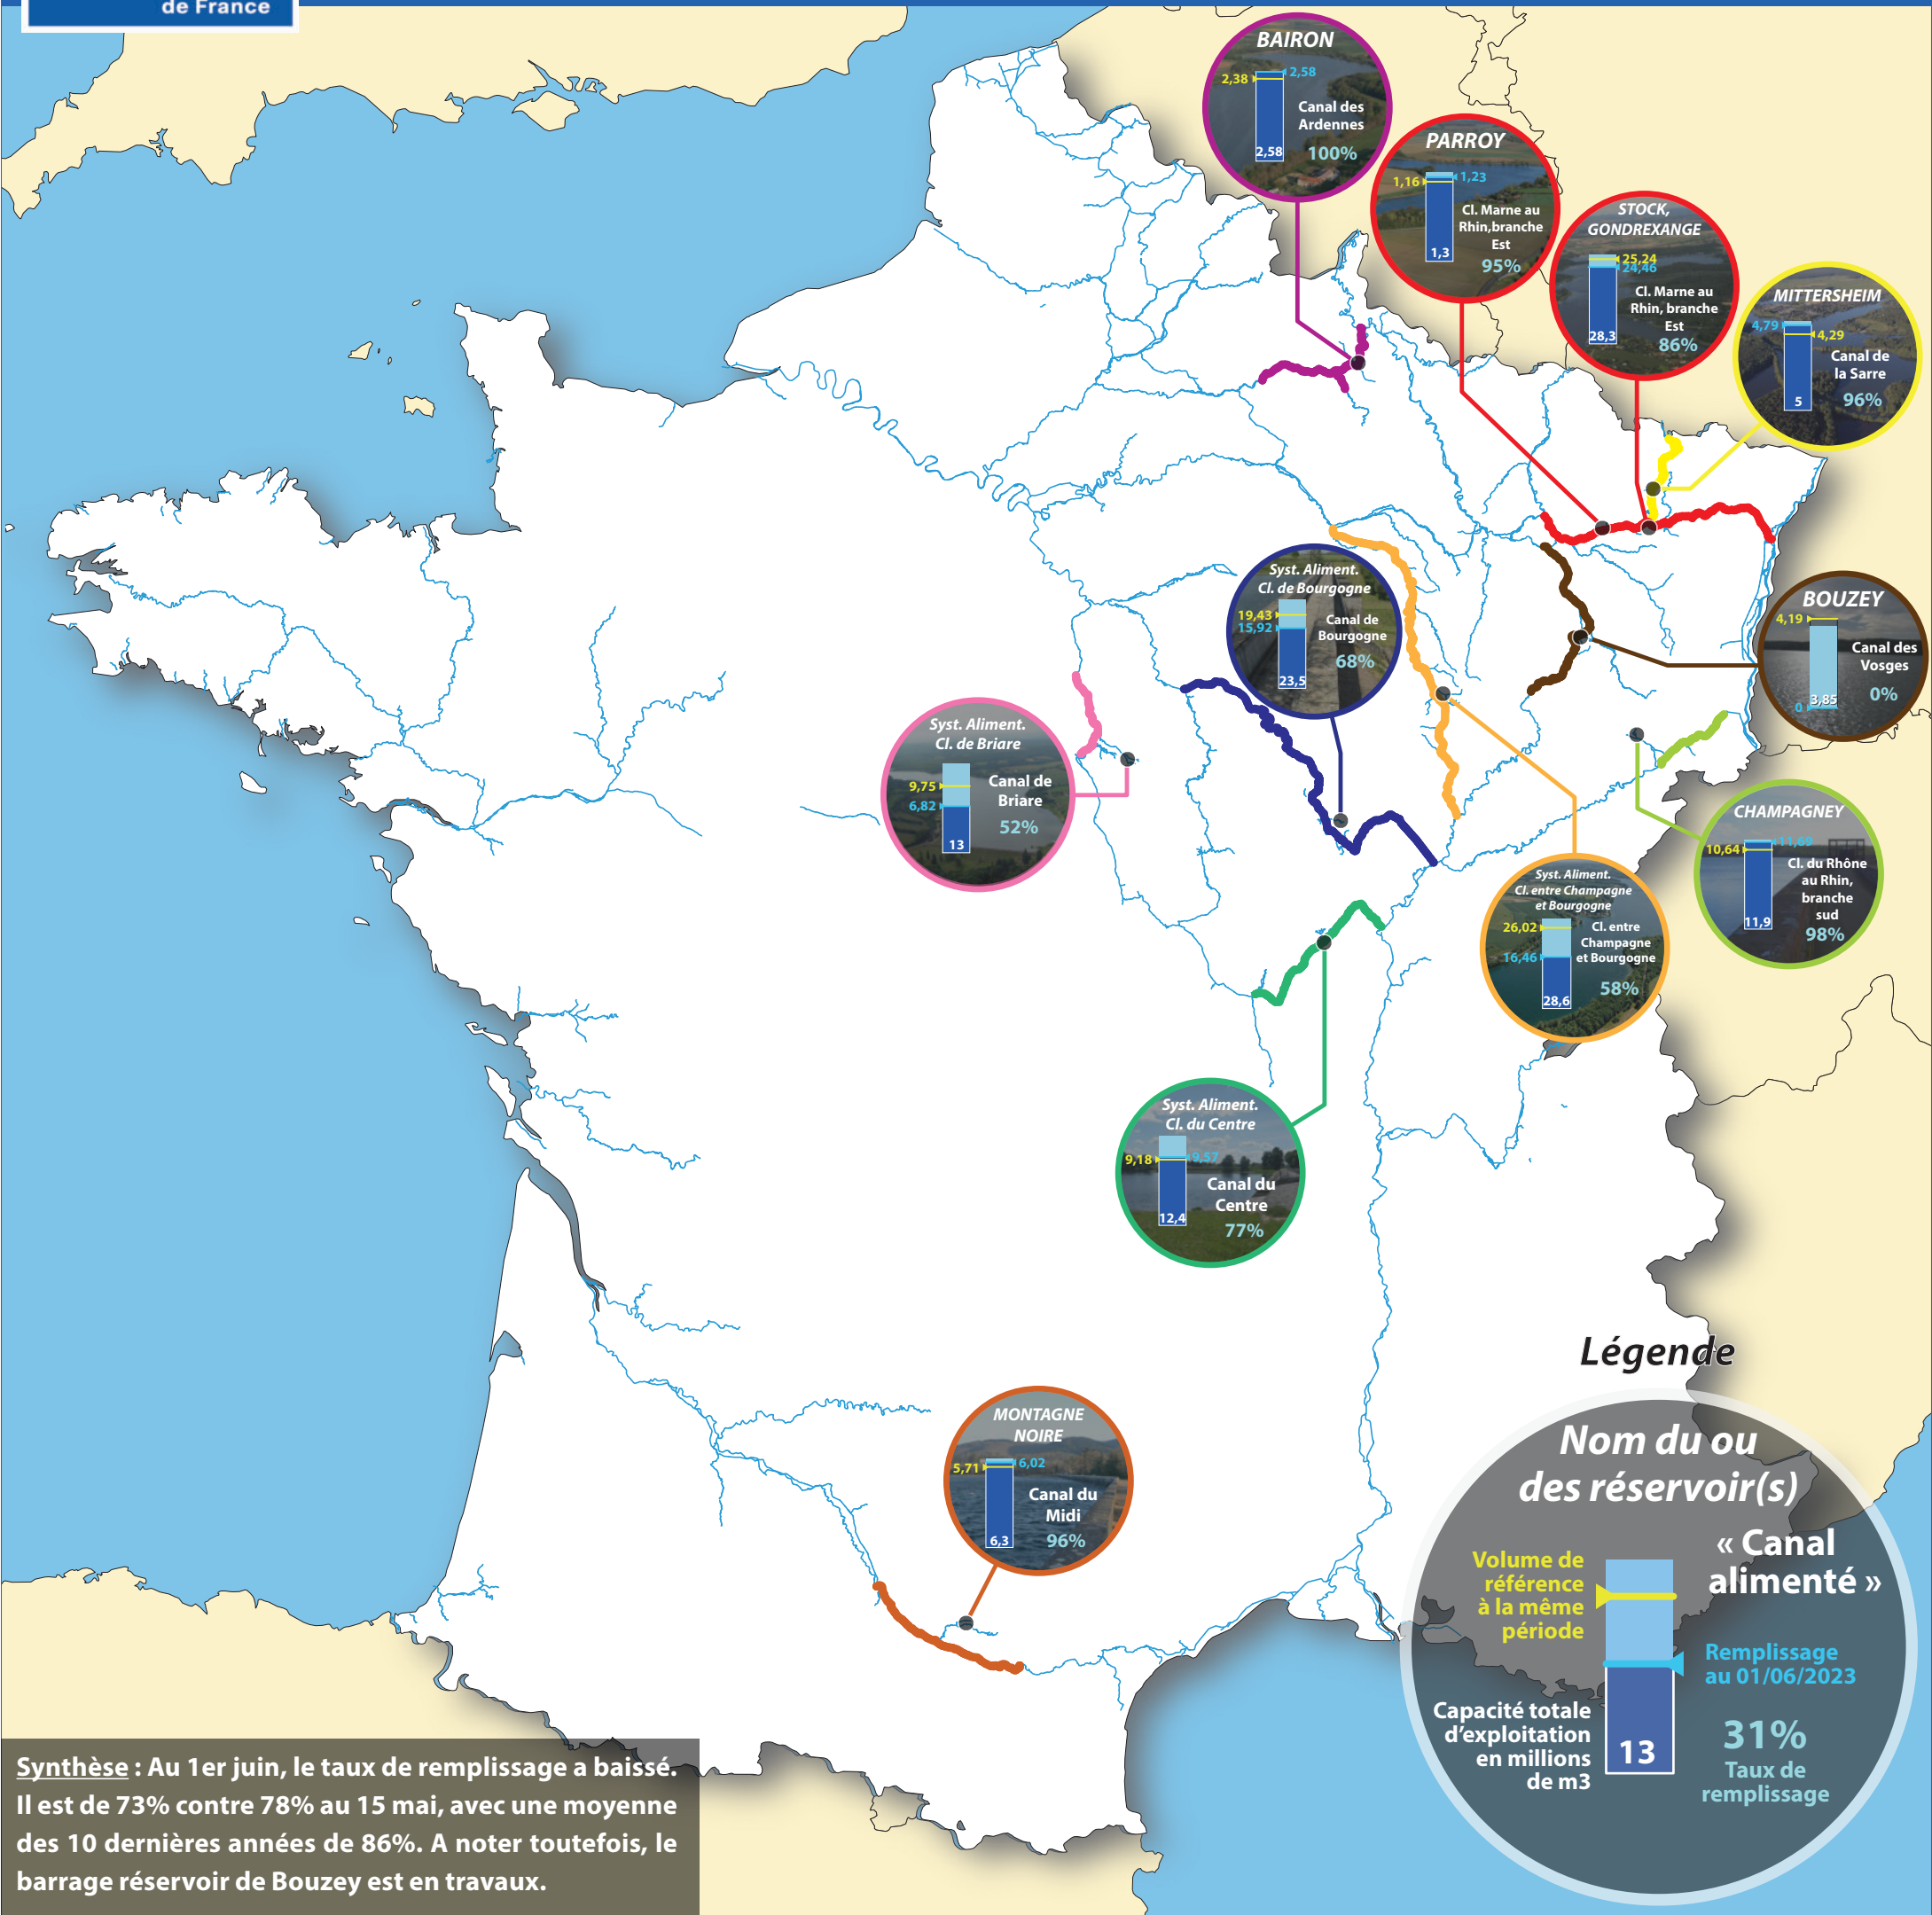 de France
BAIRON
2,38
2,58
Canal des
Ardennes
2,58
100%
PARROY
1,16
1,23
Cl. Marne au
Rhin,branche
Est
1,3
95%
STOCK,
GONDREXANGE
25,24
24,46
Cl. Marne au
Rhin, branche
Est
28,3
86%
MITTERSHEIM
4,79
4,29
Canal de
la Sarre
5
96%
Syst. Aliment.
Cl. de Bourgogne
19,43
15,92
Canal de
Bourgogne
68%
23,5
BOUZEY
4,19
Canal des
Vosges
0%
3,85
0
Syst. Aliment.
Cl. de Briare
9,75
6,82
Canal de
Briare
52%
13
CHAMPAGNEY
11,69
10,64
Cl. du Rhône
au Rhin,
branche
sud
11,9
98%
Syst. Aliment.
Cl. entre Champagne
et Bourgogne
26,02
16,46
Cl. entre
Champagne
et Bourgogne
28,6
58%
Syst. Aliment.
Cl. du Centre
9,18
9,57
Canal du
Centre
12,4
77%
MONTAGNE
NOIRE
5,71
6,02
Canal du
Midi
6,3
96%
Légende
Nom du ou
des réservoir(s)
« Canal
alimenté »
Volume de
référence
à la même
période
Remplissage
au 01/06/2023
Capacité totale
d’exploitation
en millions
de m3
13
31%
Taux de
remplissage
Synthèse : Au 1er juin, le taux de remplissage a baissé.
Il est de 73% contre 78% au 15 mai, avec une moyenne
des 10 dernières années de 86%. A noter toutefois, le
barrage réservoir de Bouzey est en travaux.